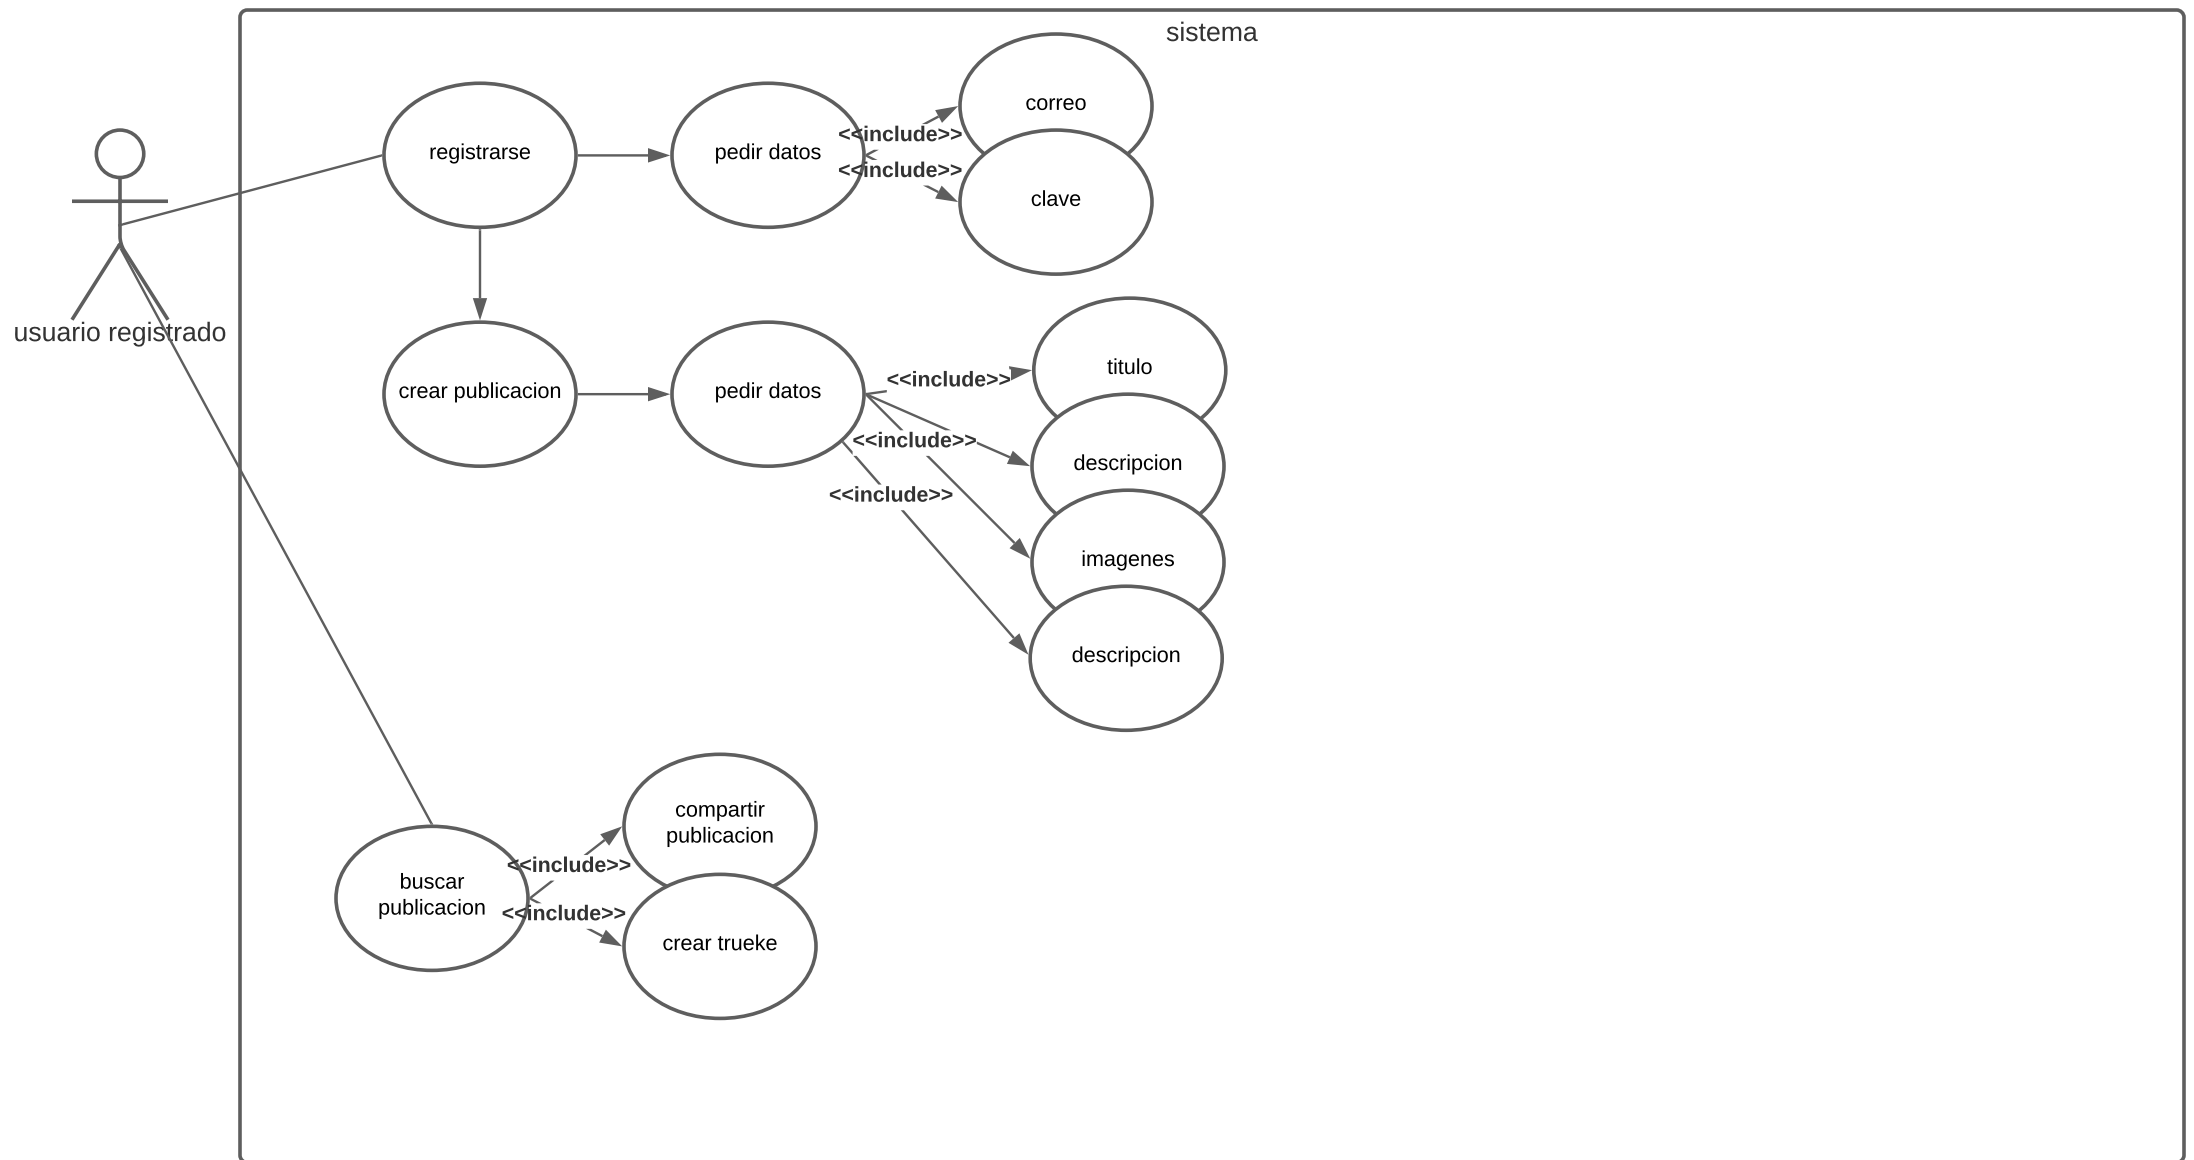 sistema
correo
registrarse
pedir datos
<<include>>
<<include>>
clave
usuario registrado
crear publicacion
pedir datos
<<include>>
titulo
<<include>>
descripcion
<<include>>
imagenes
descripcion
compartir
publicacion
buscar
publicacion
<<include>>
<<include>>
crear trueke